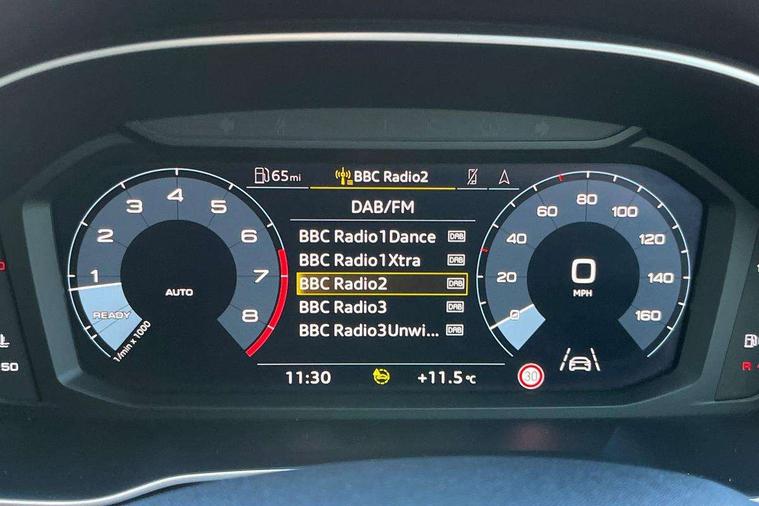 65mi
BBC Radio2
DAB/FM
BBC Radio1Dance DAB
BBC Radio1Xtra DAB
BBC Radio2 DAB
BBC Radio3 DAB
BBC Radio3Unwi... DAB
11:30
+11.5°C
1
2
3
4
5
6
7
8
AUTO
READY
1/min x 1000
0
20
40
60
80
100
120
140
160
0
MPH
30
50
R